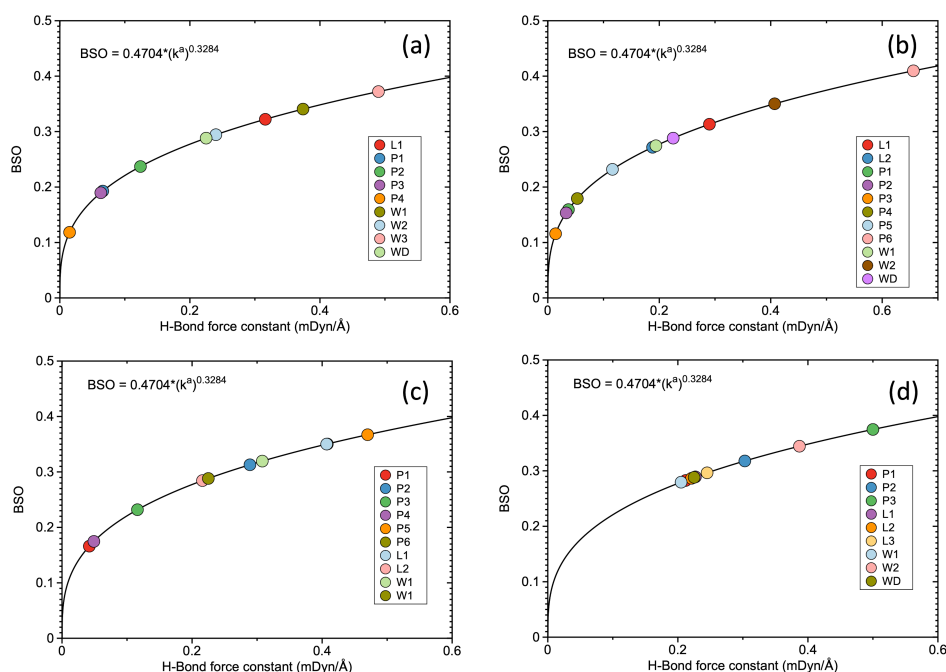 (a)
BSO = 0.4704*(kᵃ)^0.3284
0.5
0.4
0.3
0.2
0.1
0
BSO
L1
P1
P2
P3
P4
W1
W2
W3
WD
0 0.2 0.4 0.6
H-Bond force constant (mDyn/Å)
(b)
BSO = 0.4704*(kᵃ)^0.3284
0.5
0.4
0.3
0.2
0.1
0
BSO
L1
L2
P1
P2
P3
P4
P5
P6
W1
W2
WD
0 0.2 0.4 0.6
H-Bond force constant (mDyn/Å)
(c)
BSO = 0.4704*(kᵃ)^0.3284
0.5
0.4
0.3
0.2
0.1
0
BSO
P1
P2
P3
P4
P5
P6
L1
L2
W1
W1
0 0.2 0.4 0.6
H-Bond force constant (mDyn/Å)
(d)
BSO = 0.4704*(kᵃ)^0.3284
0.5
0.4
0.3
0.2
0.1
0
BSO
P1
P2
P3
L1
L2
L3
W1
W2
WD
0 0.2 0.4 0.6
H-Bond force constant (mDyn/Å)